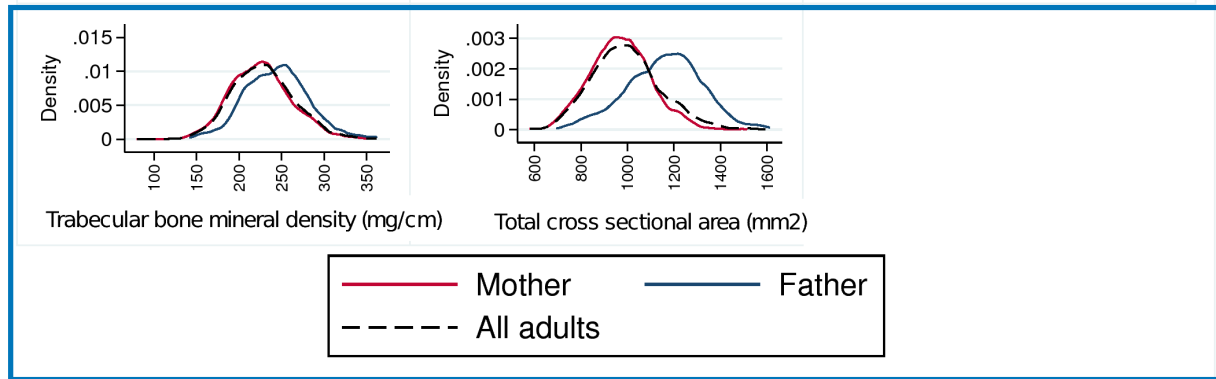 Density
.015
.01
.005
0
100
150
200
250
300
350
Trabecular bone mineral density (mg/cm)
Density
.003
.002
.001
0
600
800
1000
1200
1400
1600
Total cross sectional area (mm2)
Mother
Father
All adults